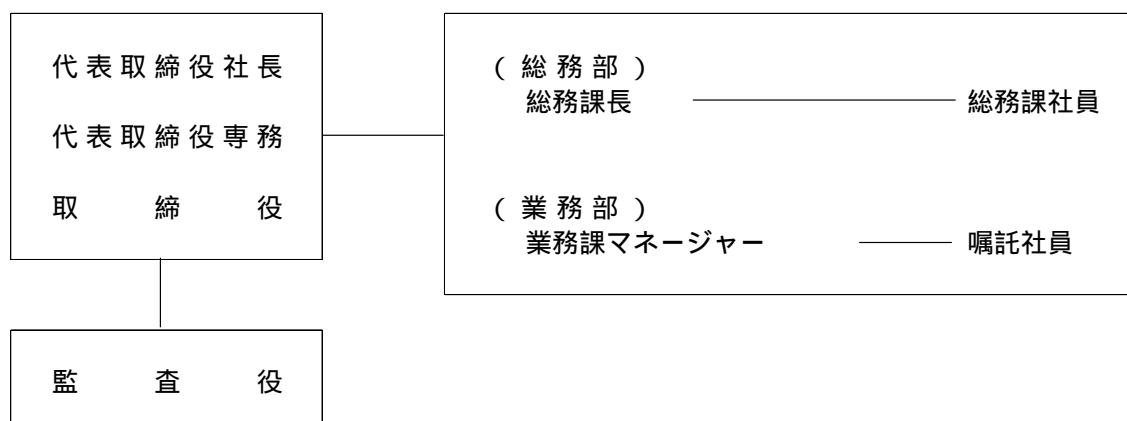 代表取締役社長
代表取締役専務
取締役
監査役
(総務部)
総務課長 総務課社員
(業務部)
業務課マネージャー 嘱託社員